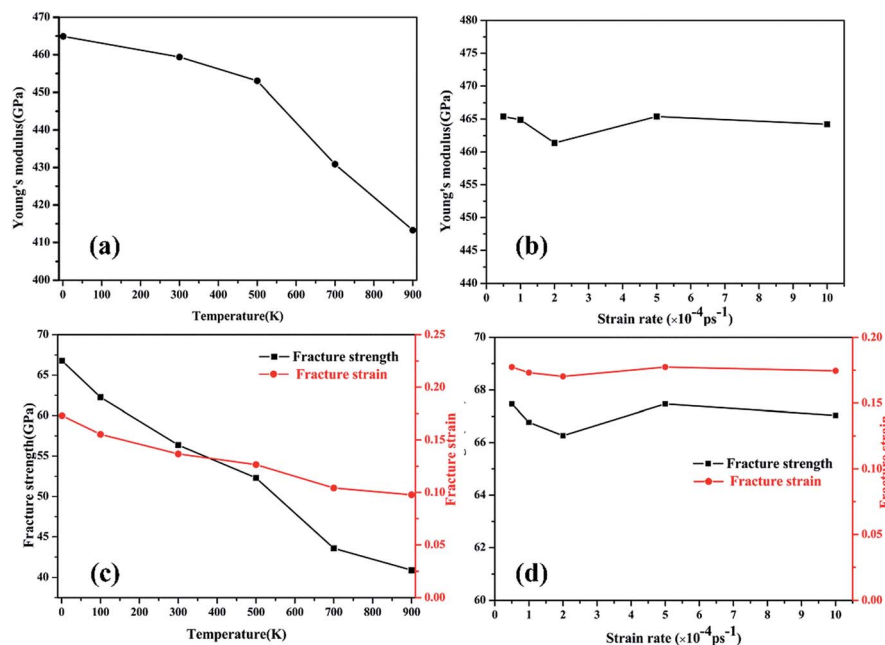 470
460
450
440
430
420
410
400
Young's modulus(GPa)
(a)
0 100 200 300 400 500 600 700 800 900
Temperature(K)
480
475
470
465
460
455
450
445
440
Young's modulus(GPa)
(b)
0 1 2 3 4 5 6 7 8 9 10
Strain rate (×10-4ps-1)
70
65
60
55
50
45
40
Fracture strength(GPa)
Fracture strength
Fracture strain
0.25
0.20
0.15
0.10
0.05
0.00
Fracture strain
(c)
0 100 200 300 400 500 600 700 800 900
Temperature(K)
70
68
66
64
62
60
Fracture strength
Fracture strain
0.20
0.15
0.10
0.05
0.00
Fracture strain
(d)
0 1 2 3 4 5 6 7 8 9 10
Strain rate (×10-4ps-1)